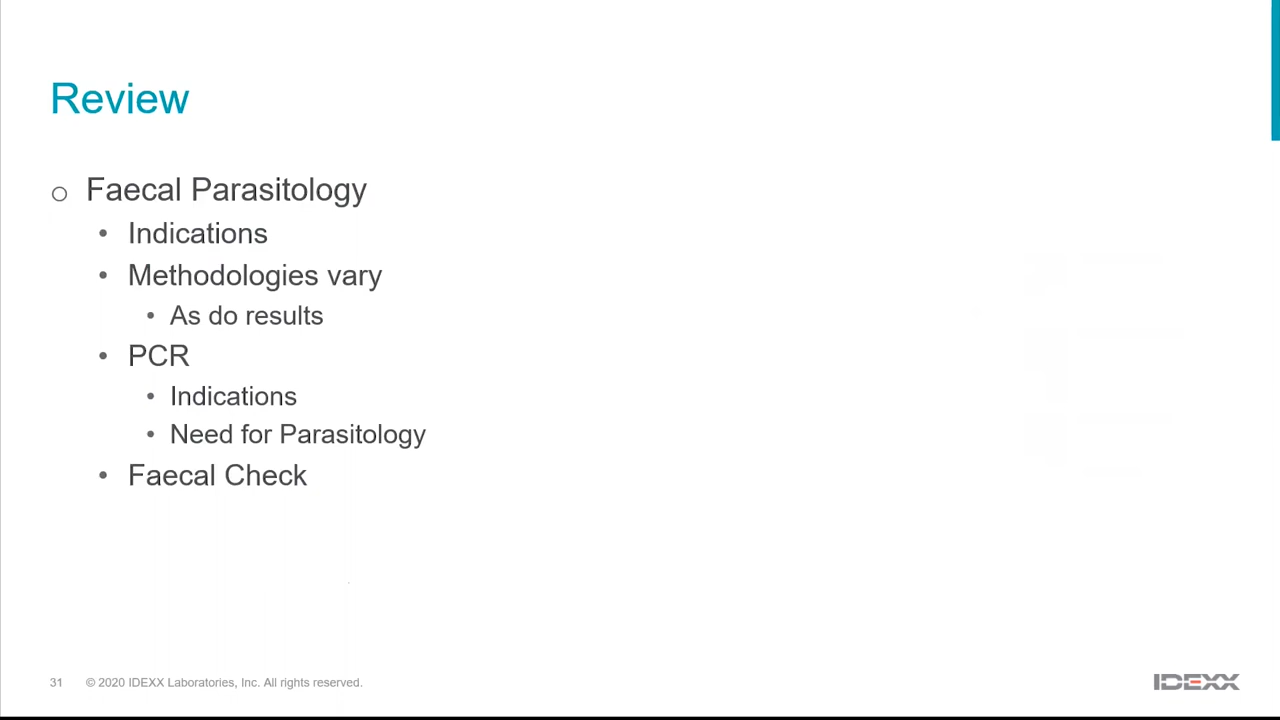 Review
o Faecal Parasitology
• Indications
• Methodologies vary
• As do results
• PCR
• Indications
• Need for Parasitology
• Faecal Check
31 © 2020 IDEXX Laboratories, Inc. All rights reserved.
IDEXX